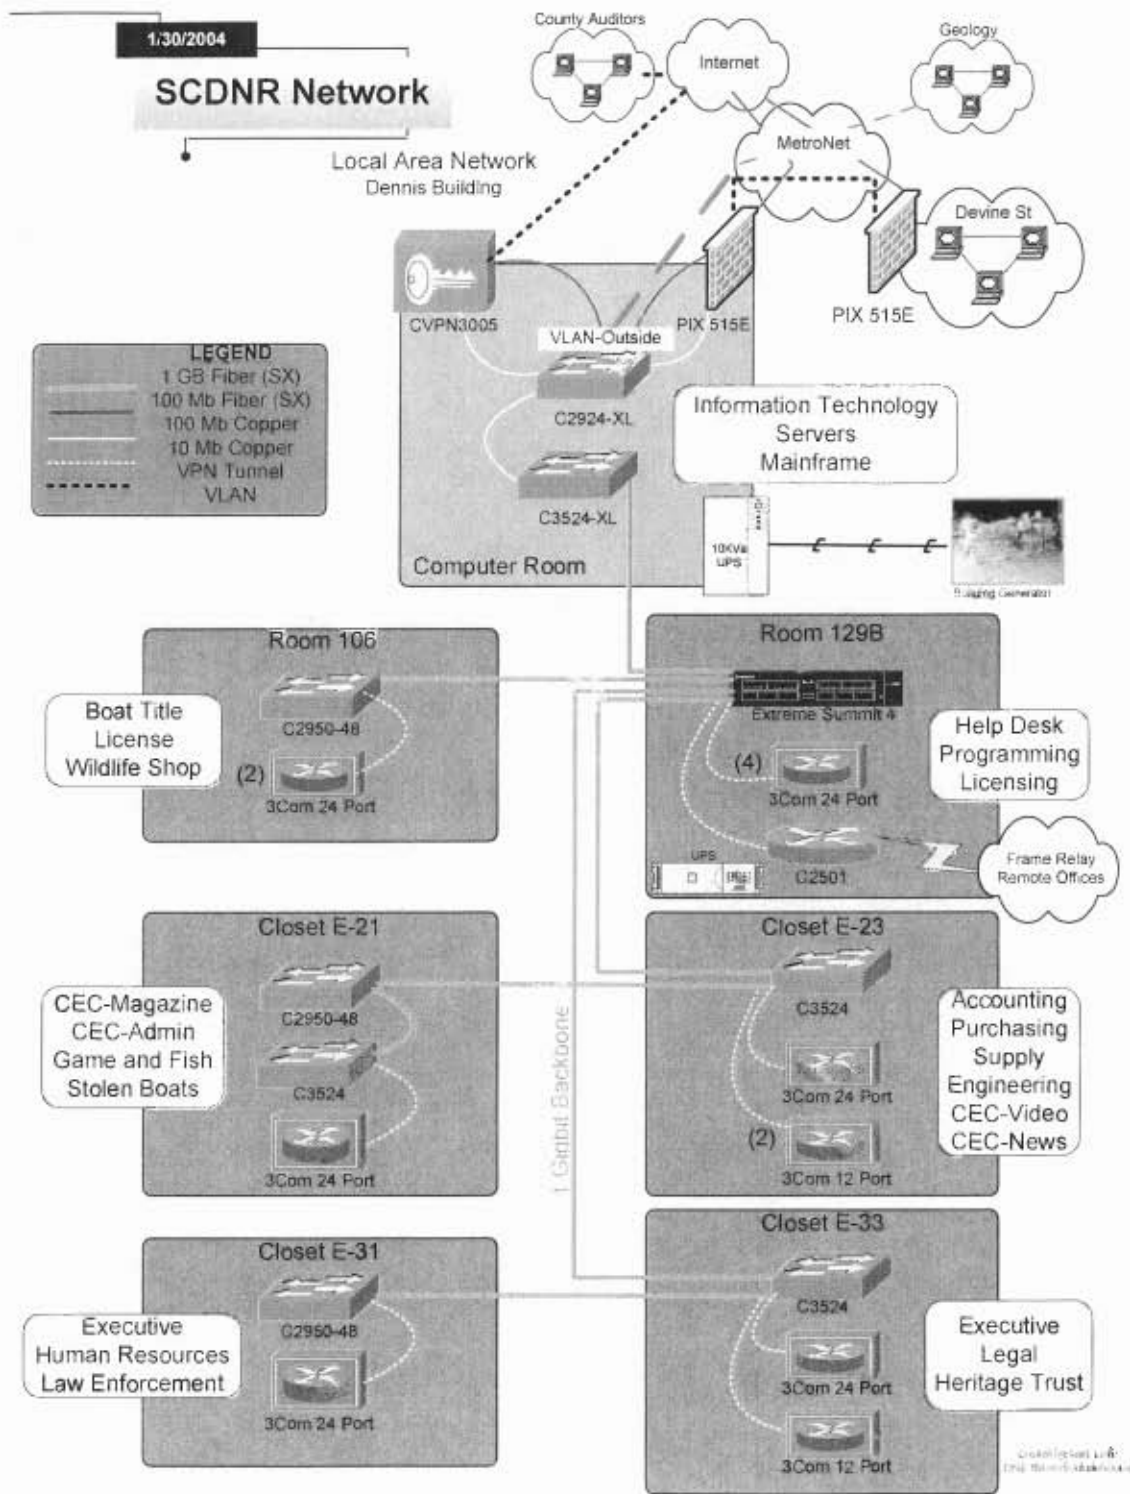 1/30/2004
SCDNR Network
Local Area Network
Dennis Building
County Auditors
Internet
Geology
MetroNet
Devine St
PIX 515E
CVPN3005
VLAN-Outside
PIX 515E
C2924-XL
C3524-XL
Computer Room
LEGEND
1 GB Fiber (SX)
100 Mb Fiber (SX)
100 Mb Copper
10 Mb Copper
VPN Tunnel
VLAN
Information Technology
Servers
Mainframe
10KVa
UPS
Building Generator
Room 106
C2950-48
(2)
3Com 24 Port
Boat Title
License
Wildlife Shop
Room 129B
Extreme Summit 4
(4)
3Com 24 Port
UPS
C2501
Help Desk
Programming
Licensing
Frame Relay
Remote Offices
Closet E-21
C2950-48
C3524
3Com 24 Port
CEC-Magazine
CEC-Admin
Game and Fish
Stolen Boats
1 Gigibit Backbone
Closet E-23
C3524
3Com 24 Port
(2)
3Com 12 Port
Accounting
Purchasing
Supply
Engineering
CEC-Video
CEC-News
Closet E-31
C2950-48
3Com 24 Port
Executive
Human Resources
Law Enforcement
Closet E-33
C3524
3Com 24 Port
3Com 12 Port
Executive
Legal
Heritage Trust